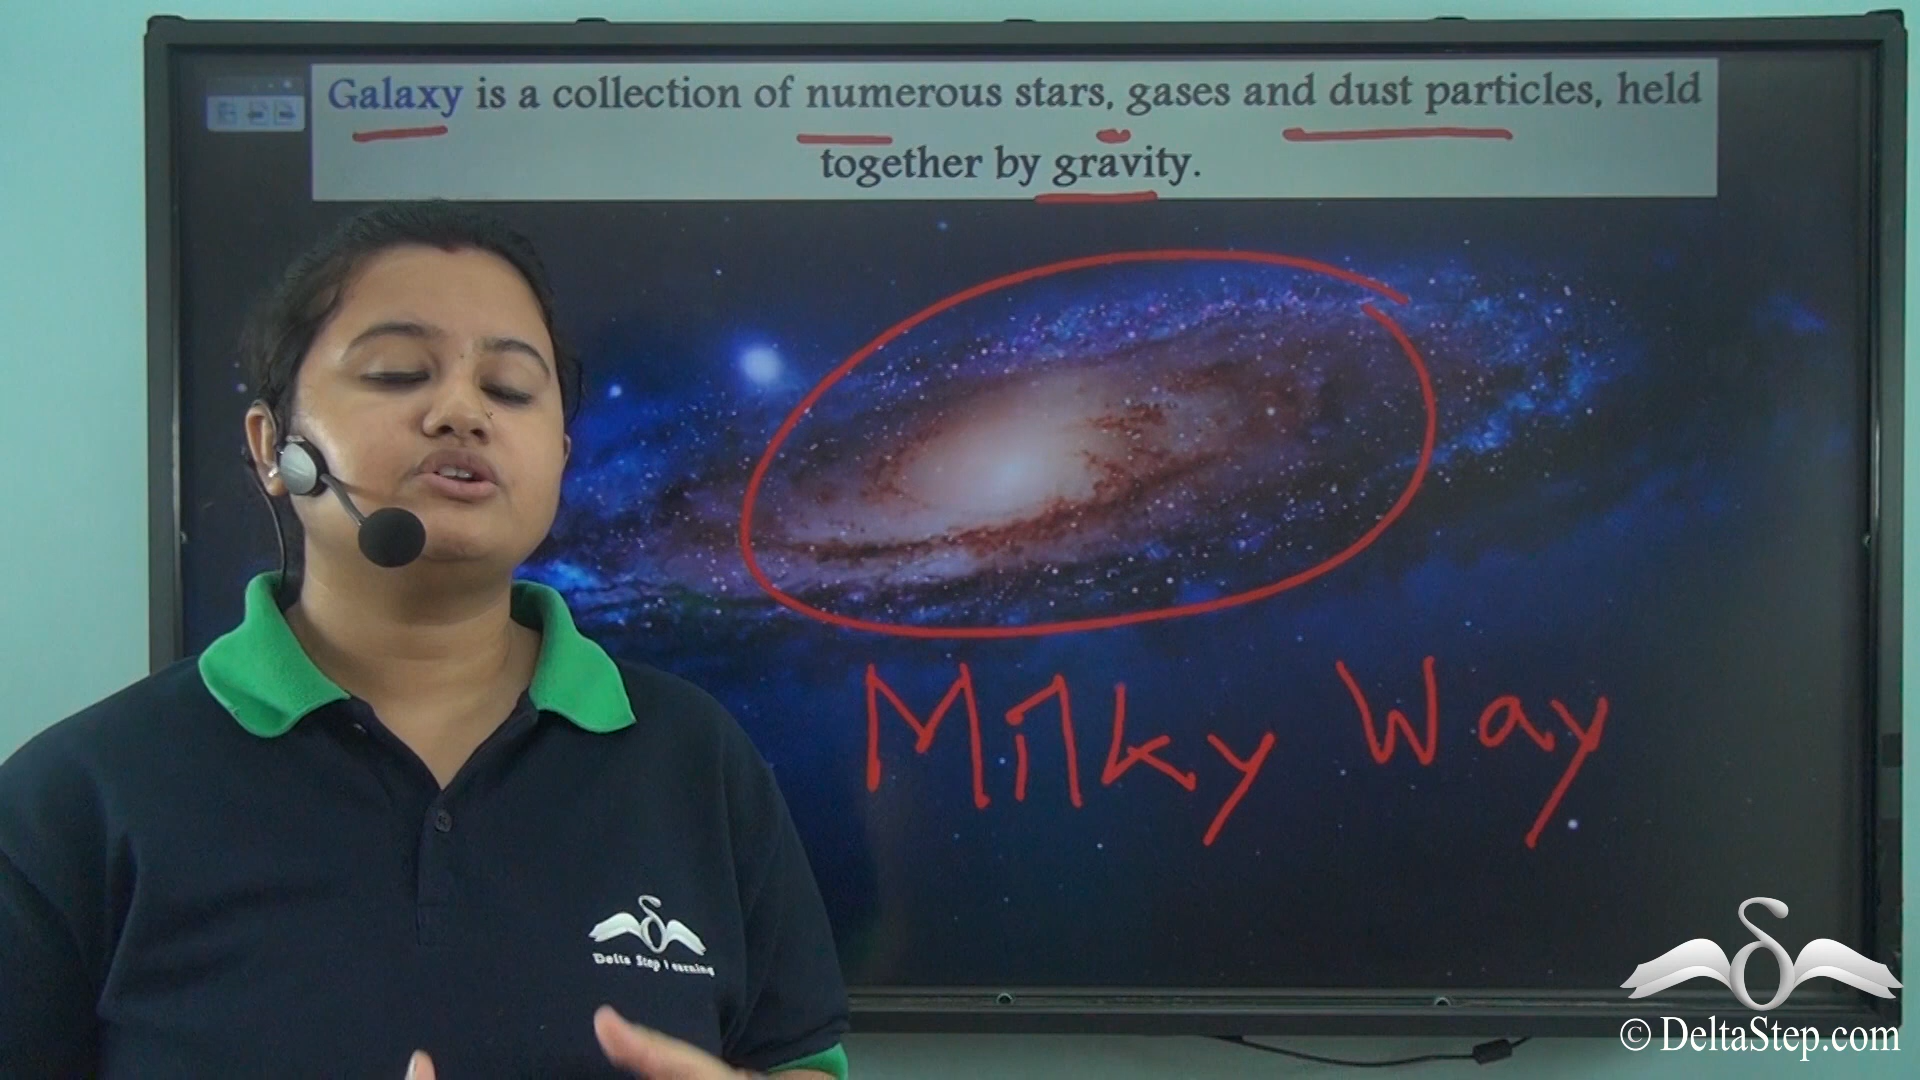 Galaxy is a collection of numerous stars, gases and dust particles, held
together by gravity.
Milky Way
Delta Step Learning
© DeltaStep.com